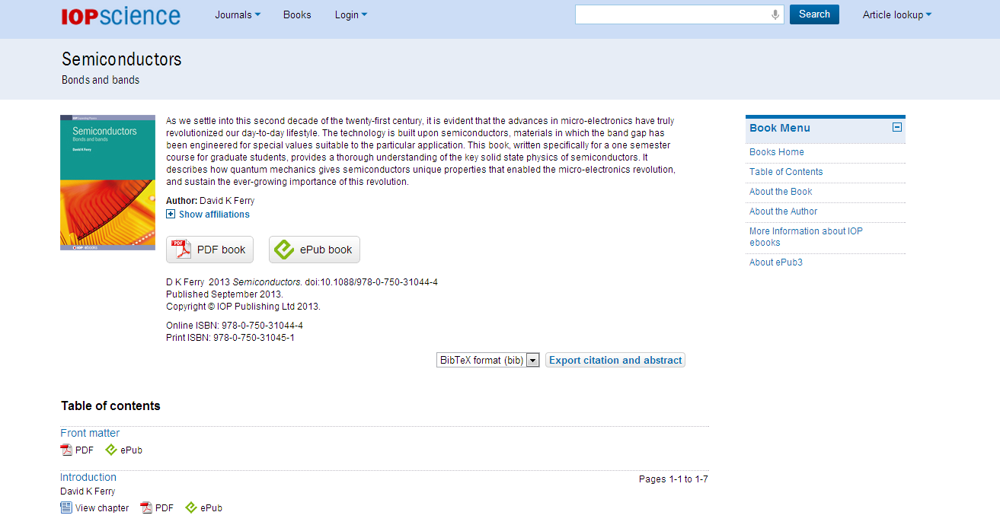 IOPscience
Journals
Books
Login
Search
Article lookup
Semiconductors
Bonds and bands
Semiconductors
Bonds and bands
David K Ferry
IOP ebooks
As we settle into this second decade of the twenty-first century, it is evident that the advances in micro-electronics have truly
revolutionized our day-to-day lifestyle. The technology is built upon semiconductors, materials in which the band gap has
been engineered for special values suitable to the particular application. This book, written specifically for a one semester
course for graduate students, provides a thorough understanding of the key solid state physics of semiconductors. It
describes how quantum mechanics gives semiconductors unique properties that enabled the micro-electronics revolution,
and sustain the ever-growing importance of this revolution.
Author: David K Ferry
Show affiliations
PDF
PDF book
ePub book
D K Ferry 2013 Semiconductors. doi:10.1088/978-0-750-31044-4
Published September 2013.
Copyright © IOP Publishing Ltd 2013.
Online ISBN: 978-0-750-31044-4
Print ISBN: 978-0-750-31045-1
BibTeX format (bib)
Export citation and abstract
Book Menu
Books Home
Table of Contents
About the Book
About the Author
More Information about IOP
ebooks
About ePub3
Table of contents
Front matter
PDF
ePub
Introduction
Pages 1-1 to 1-7
David K Ferry
View chapter
PDF
ePub